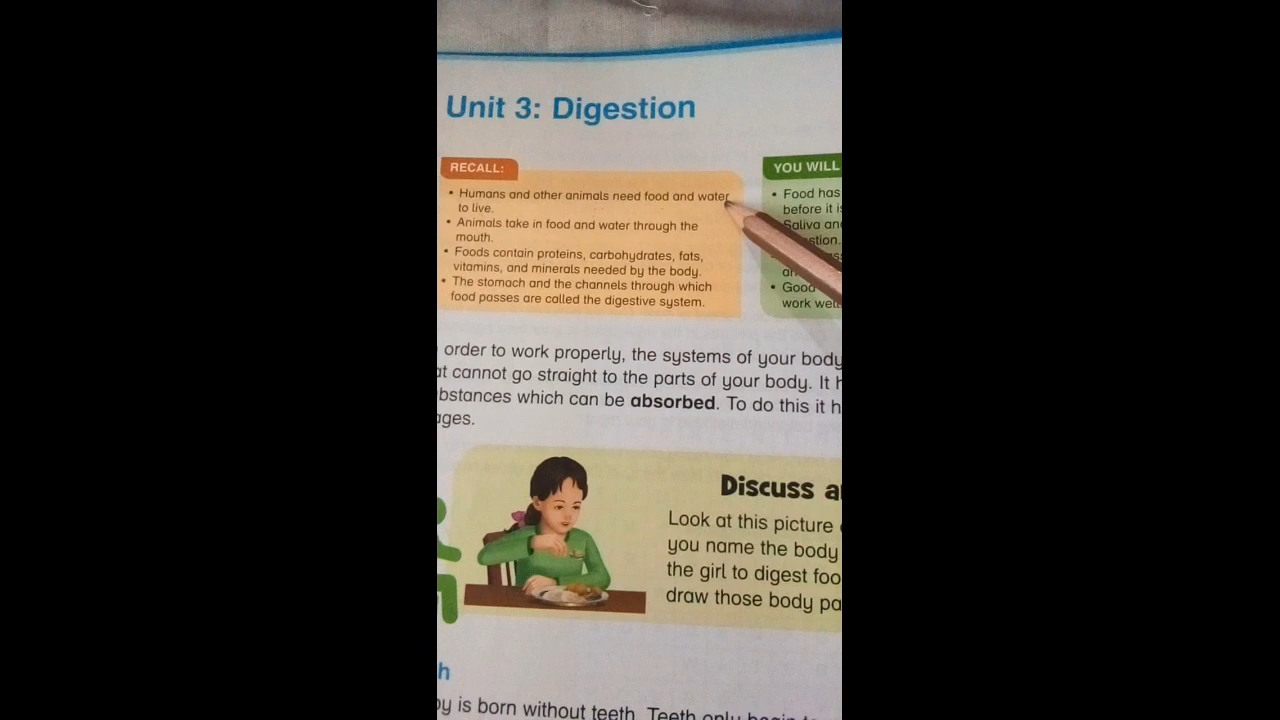 Unit 3: Digestion
RECALL:
• Humans and other animals need food and water
to live.
• Animals take in food and water through the
mouth.
• Foods contain proteins, carbohydrates, fats,
vitamins, and minerals needed by the body.
• The stomach and the channels through which
food passes are called the digestive system.
YOU WILL
• Food has
before it
Saliva
• Good
work
order to work properly, the systems of your body
cannot go straight to the parts of your body. It
which can be absorbed. To do this it
Discuss
Look at this picture
you name the body
the girl to digest
draw those body
is born without teeth. Teeth only